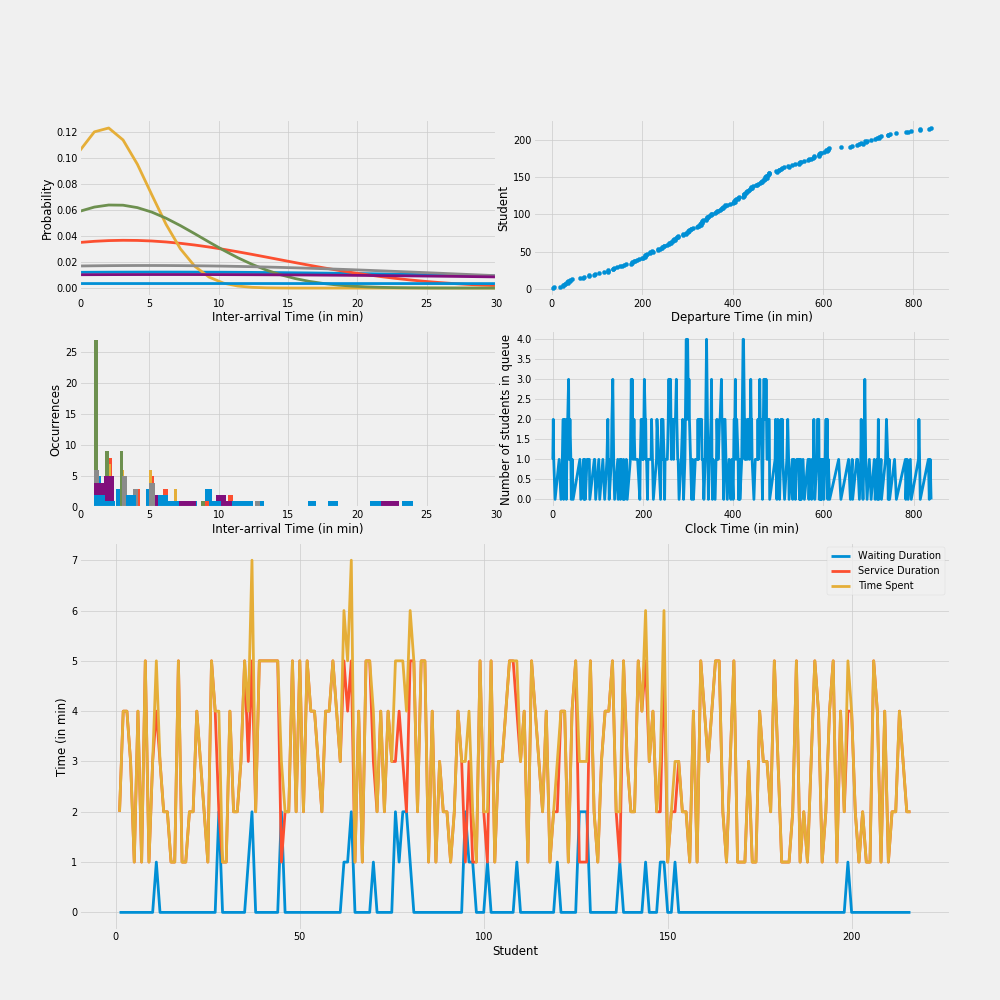 0.12
0.10
0.08
0.06
0.04
0.02
0.00
Probability
0 5 10 15 20 25 30
Inter-arrival Time (in min)
200
150
100
50
0
Student
0 200 400 600 800
Departure Time (in min)
25
20
15
10
5
0
Occurrences
0 5 10 15 20 25 30
Inter-arrival Time (in min)
4.0
3.5
3.0
2.5
2.0
1.5
1.0
0.5
0.0
Number of students in queue
0 200 400 600 800
Clock Time (in min)
Waiting Duration
Service Duration
Time Spent
7
6
5
4
3
2
1
0
Time (in min)
0 50 100 150 200
Student